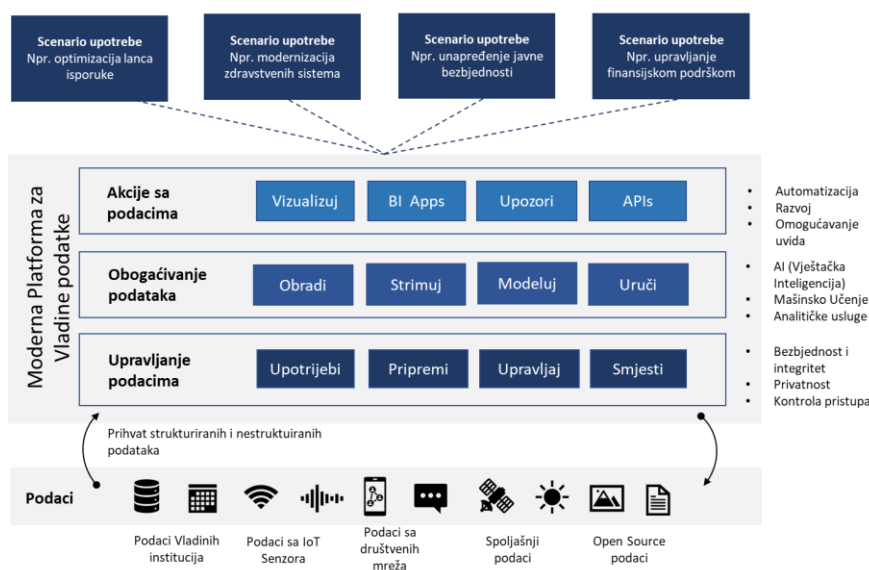 Scenario upotrebe
Npr. optimizacija lanca
isporuke
Scenario upotrebe
Npr. modernizacija
zdravstvenih sistema
Scenario upotrebe
Npr. unapređenje javne
bezbjednosti
Scenario upotrebe
Npr. upravljanje
finansijskom podrškom
Moderna Platforma za
Vladine podatke
Akcije sa
podacima
Vizualizuj
BI Apps
Upozori
APIs
Automatizacija
Razvoj
Omogućavanje
uvida
Obogaćivanje
podataka
Obradi
Strimuj
Modeluj
Uruči
AI (Vještačka
Inteligencija)
Mašinsko Učenje
Analitičke usluge
Upravljanje
podacima
Upotrijebi
Pripremi
Upravljaj
Smjesti
Bezbjednost i
integritet
Privatnost
Kontrola pristupa
Prihvat strukturiranih i nestruktuiranih
podataka
Podaci
Podaci Vladinih
institucija
Podaci sa IoT
Senzora
Podaci sa
društvenih
mreža
Spoljašnji
podaci
Open Source
podaci